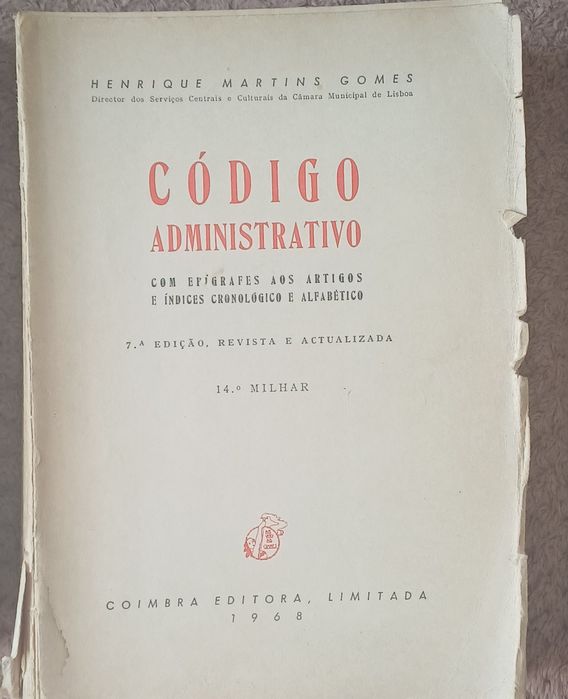 HENRIQUE MARTINS GOMES
Director dos Serviços Centrais e Culturais da Câmara Municipal de Lisboa
CÓDIGO
ADMINISTRATIVO
COM EPÍGRAFES AOS ARTIGOS
E ÍNDICES CRONOLÓGICO E ALFABÉTICO
7.ª EDIÇÃO, REVISTA E ACTUALIZADA
14.º MILHAR
COIMBRA EDITORA, LIMITADA
1968